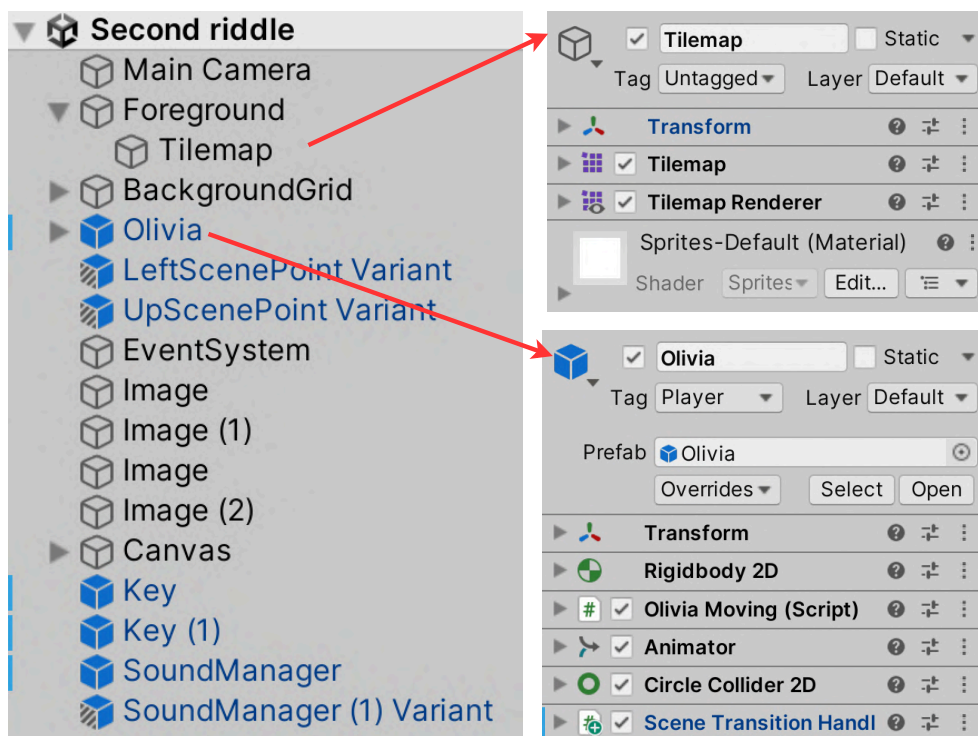 Second riddle
Main Camera
Foreground
Tilemap
BackgroundGrid
Olivia
LeftScenePoint Variant
UpScenePoint Variant
EventSystem
Image
Image (1)
Image
Image (2)
Canvas
Key
Key (1)
SoundManager
SoundManager (1) Variant
Tilemap Static
Tag Untagged Layer Default
Transform
Tilemap
Tilemap Renderer
Sprites-Default (Material)
Shader Sprites Edit...
Olivia Static
Tag Player Layer Default
Prefab Olivia
Overrides Select Open
Transform
Rigidbody 2D
# Olivia Moving (Script)
Animator
Circle Collider 2D
# Scene Transition Handl